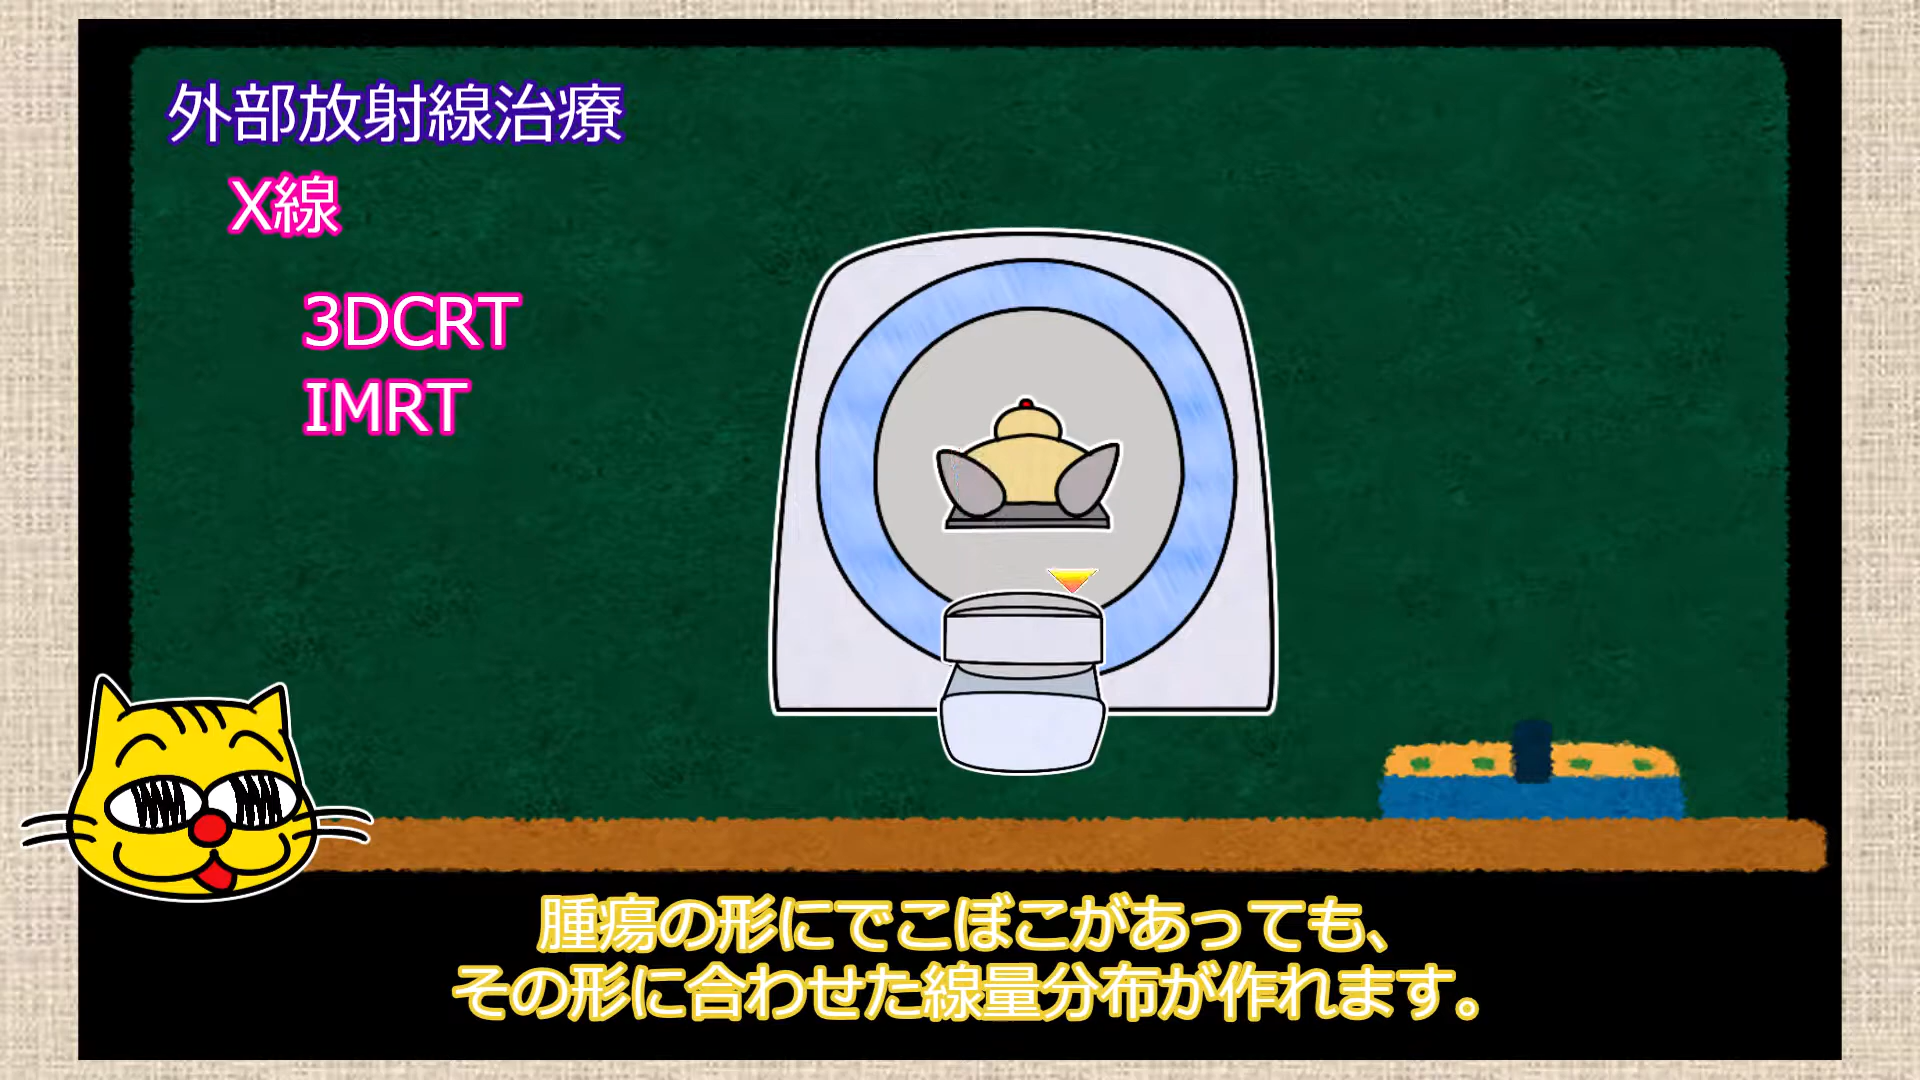 外部放射線治療
X線
3DCRT
IMRT
腫瘍の形にでこぼこがあっても、
その形に合わせた線量分布が作れます。